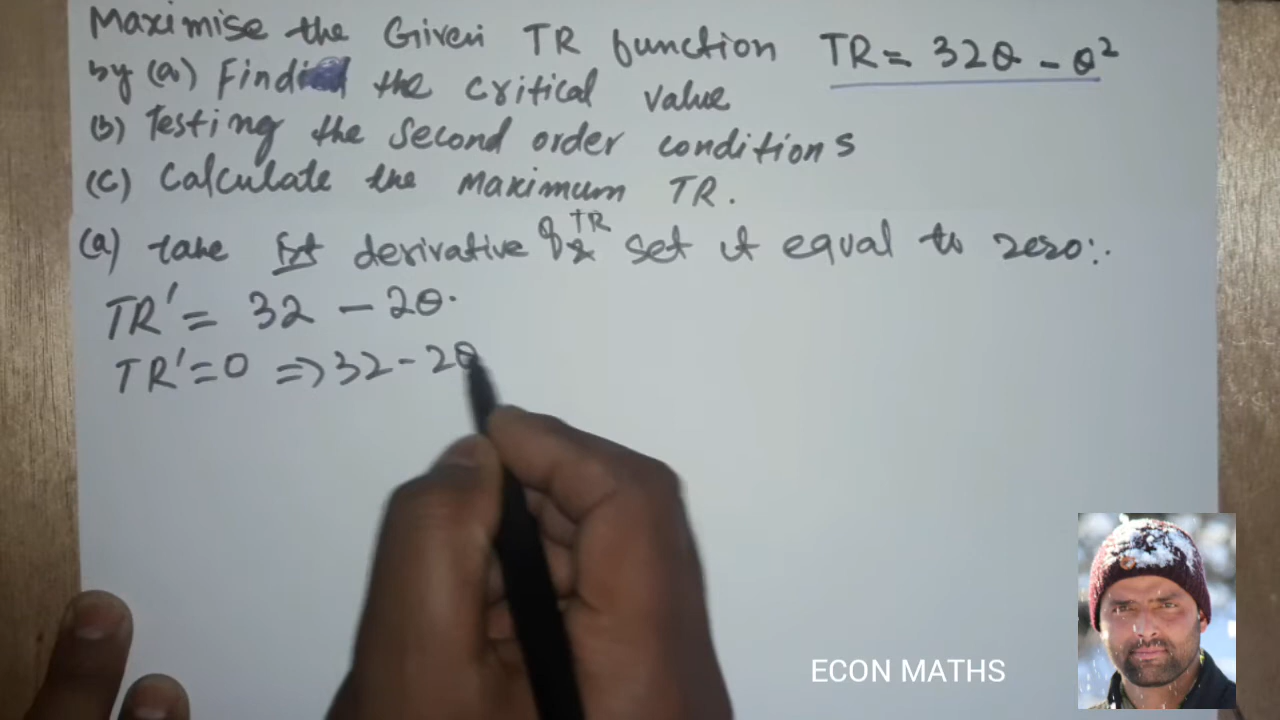 Maximise the Given TR function TR = 32Q - Q²
by (a) Find the critical value
(b) Testing the second order conditions
(c) Calculate the Maximum TR.
(a) take Ist derivative of TR & set it equal to zero:.
TR' = 32 - 2Q.
TR' = 0 => 32 - 2Q
ECON MATHS